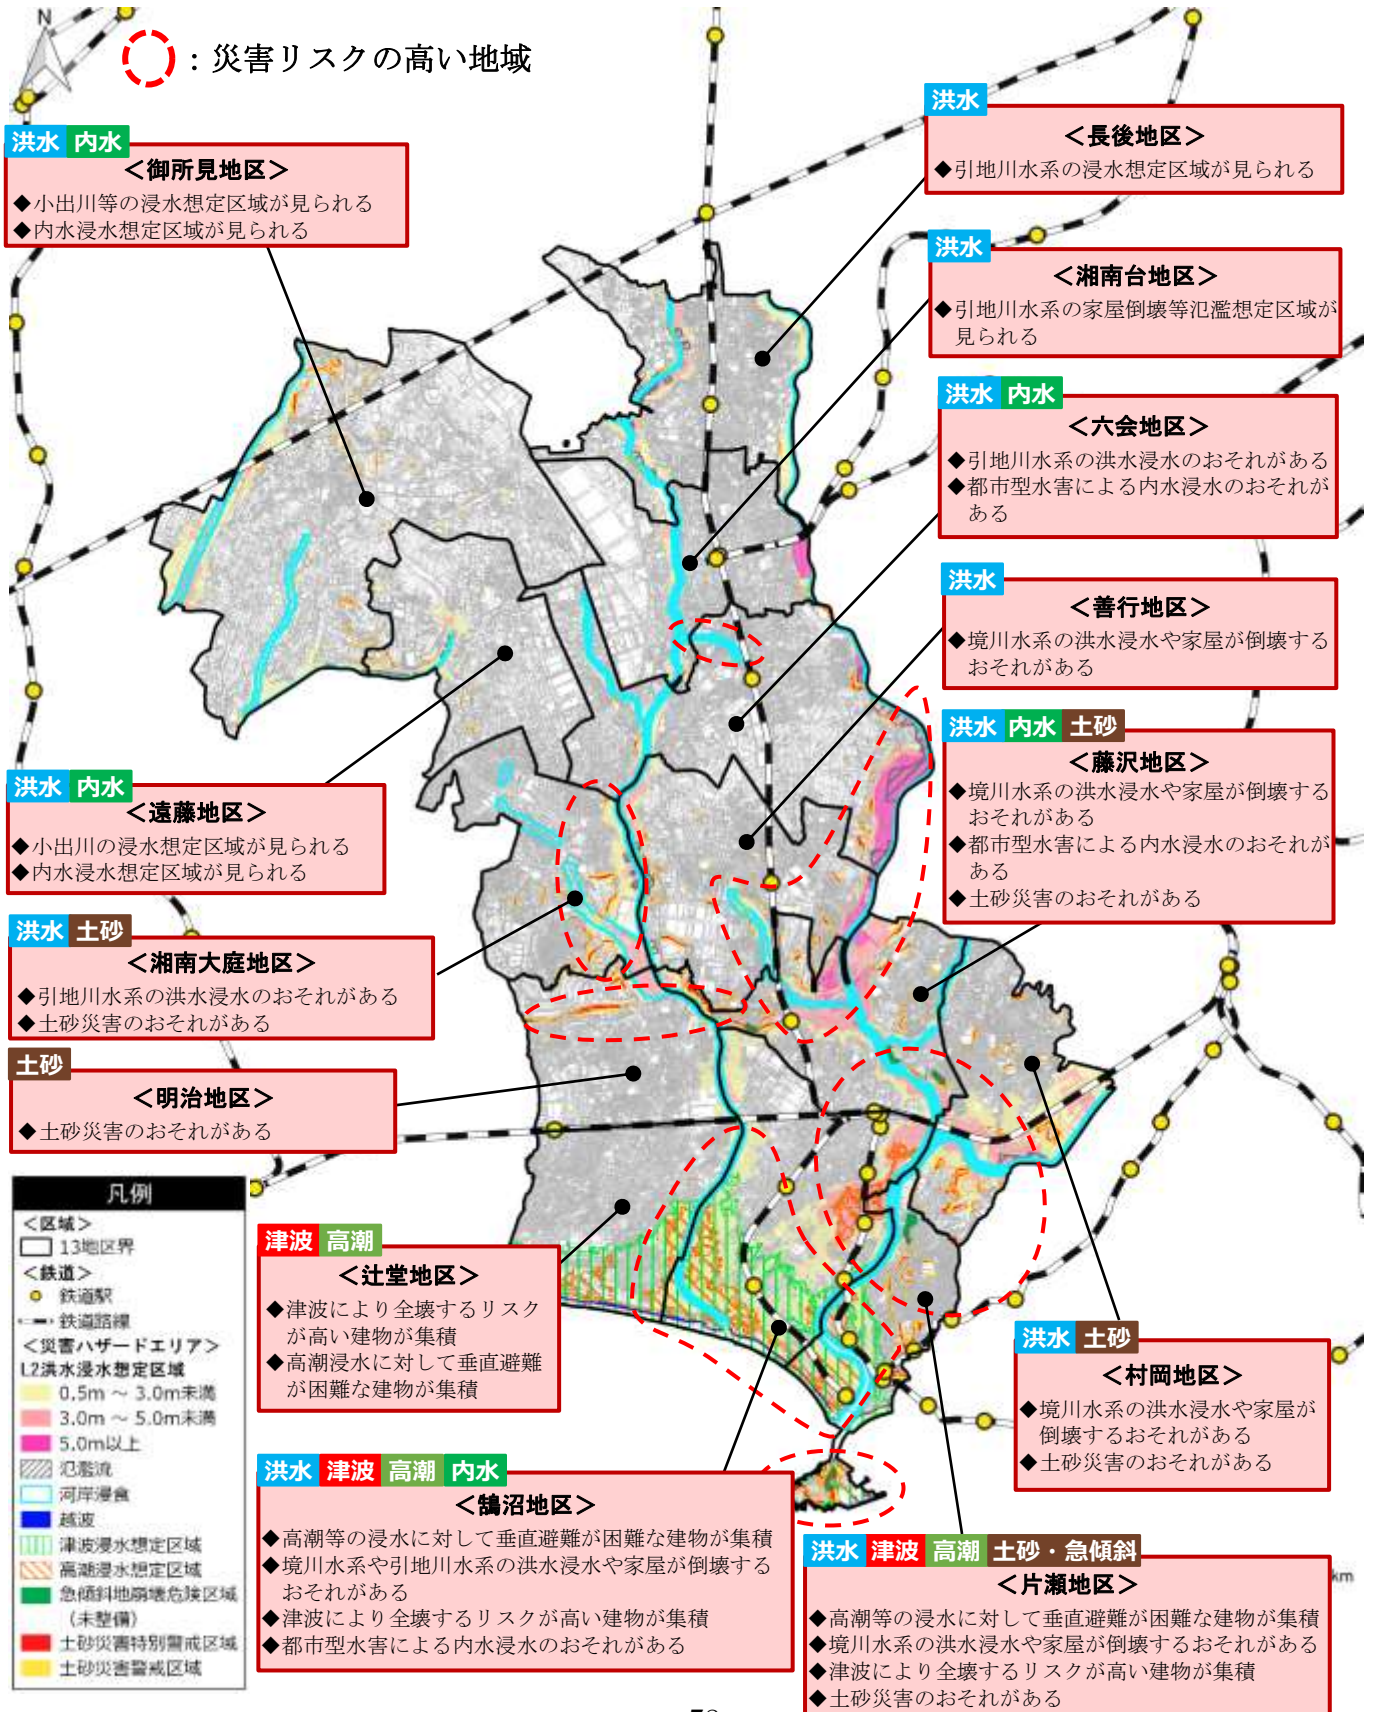 N
：災害リスクの高い地域
洪水 内水
＜御所見地区＞
◆小出川等の浸水想定区域が見られる
◆内水浸水想定区域が見られる
洪水
＜長後地区＞
◆引地川水系の浸水想定区域が見られる
洪水
＜湘南台地区＞
◆引地川水系の家屋倒壊等氾濫想定区域が
見られる
洪水 内水
＜六会地区＞
◆引地川水系の洪水浸水のおそれがある
◆都市型水害による内水浸水のおそれが
ある
洪水
＜善行地区＞
◆境川水系の洪水浸水や家屋が倒壊する
おそれがある
洪水 内水 土砂
＜藤沢地区＞
◆境川水系の洪水浸水や家屋が倒壊する
おそれがある
◆都市型水害による内水浸水のおそれが
ある
◆土砂災害のおそれがある
洪水 内水
＜遠藤地区＞
◆小出川の浸水想定区域が見られる
◆内水浸水想定区域が見られる
洪水 土砂
＜湘南大庭地区＞
◆引地川水系の洪水浸水のおそれがある
◆土砂災害のおそれがある
土砂
＜明治地区＞
◆土砂災害のおそれがある
凡例
＜区域＞
13地区界
＜鉄道＞
鉄道駅
鉄道路線
＜災害ハザードエリア＞
L2洪水浸水想定区域
0.5m ～ 3.0m未満
3.0m ～ 5.0m未満
5.0m以上
氾濫流
河岸浸食
越波
津波浸水想定区域
高潮浸水想定区域
急傾斜地崩壊危険区域
（未整備）
土砂災害特別警戒区域
土砂災害警戒区域
津波 高潮
＜辻堂地区＞
◆津波により全壊するリスク
が高い建物が集積
◆高潮浸水に対して垂直避難
が困難な建物が集積
洪水 土砂
＜村岡地区＞
◆境川水系の洪水浸水や家屋が
倒壊するおそれがある
◆土砂災害のおそれがある
洪水 津波 高潮 内水
＜鵠沼地区＞
◆高潮等の浸水に対して垂直避難が困難な建物が集積
◆境川水系や引地川水系の洪水浸水や家屋が倒壊する
おそれがある
◆津波により全壊するリスクが高い建物が集積
◆都市型水害による内水浸水のおそれがある
洪水 津波 高潮 土砂・急傾斜
＜片瀬地区＞
◆高潮等の浸水に対して垂直避難が困難な建物が集積
◆境川水系の洪水浸水や家屋が倒壊するおそれがある
◆津波により全壊するリスクが高い建物が集積
◆土砂災害のおそれがある
km